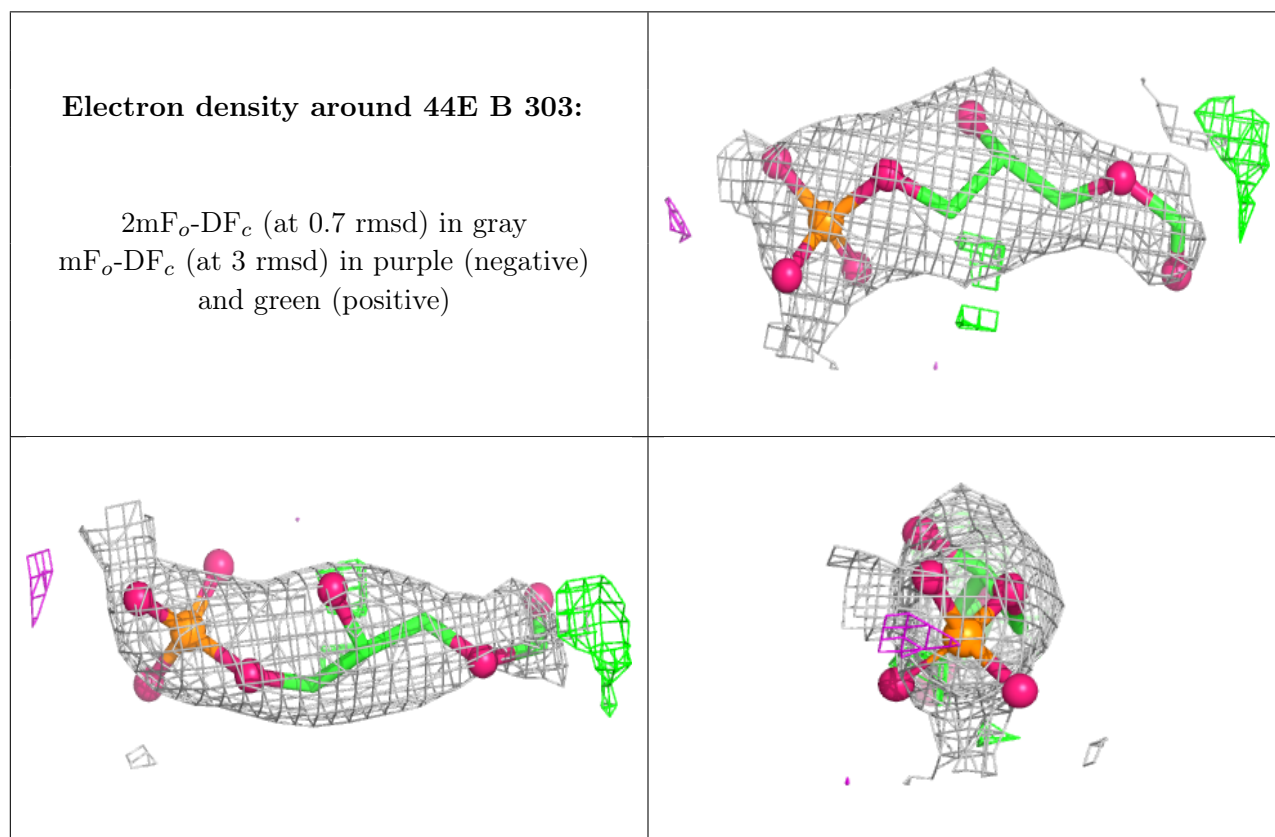 Electron density around 44E B 303:
2mFo-DFc (at 0.7 rmsd) in gray
mFo-DFc (at 3 rmsd) in purple (negative)
and green (positive)